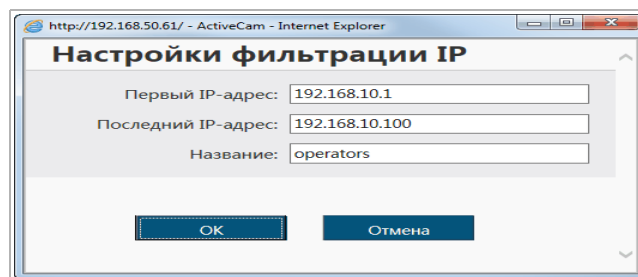 http://192.168.50.61/ - ActiveCam - Internet Explorer
Настройки фильтрации IP
Первый IP-адрес: 192.168.10.1
Последний IP-адрес: 192.168.10.100
Название: operators
OK Отмена